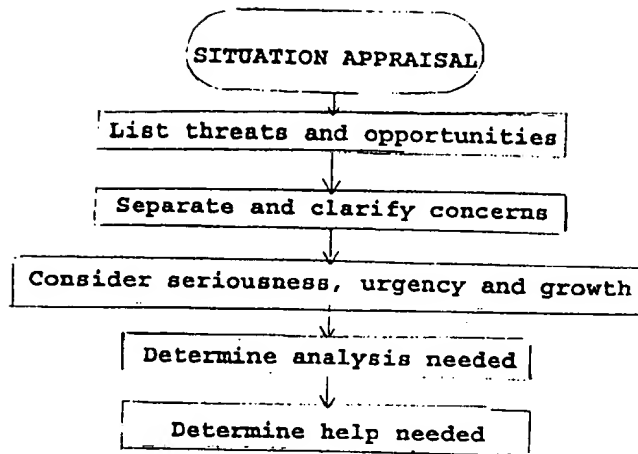 SITUATION APPRAISAL
List threats and opportunities
Separate and clarify concerns
Consider seriousness, urgency and growth
Determine analysis needed
Determine help needed